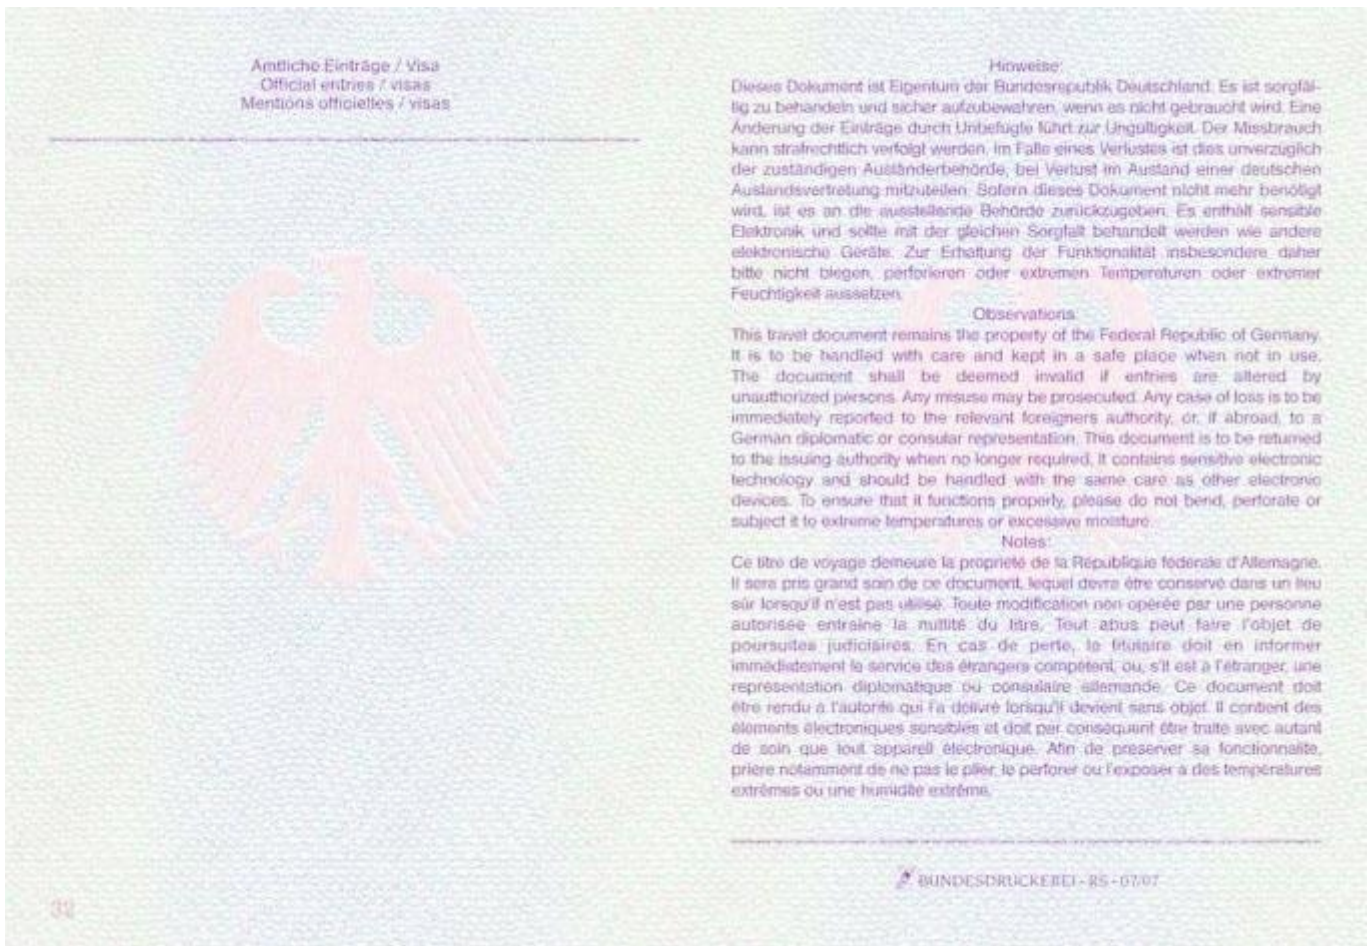 Amtliche Einträge / Visa
Official entries / visas
Mentions officielles / visas
32
Hinweise:
Dieses Dokument ist Eigentum der Bundesrepublik Deutschland. Es ist sorgfäl-
tig zu behandeln und sicher aufzubewahren, wenn es nicht gebraucht wird. Eine
Änderung der Einträge durch Unbefugte führt zur Ungültigkeit. Der Missbrauch
kann strafrechtlich verfolgt werden. Im Falle eines Verlustes ist dies unverzüglich
der zuständigen Ausländerbehörde, bei Verlust im Ausland einer deutschen
Auslandsvertretung mitzuteilen. Sofern dieses Dokument nicht mehr benötigt
wird, ist es an die ausstellende Behörde zurückzugeben. Es enthält sensible
Elektronik und sollte mit der gleichen Sorgfalt behandelt werden wie andere
elektronische Geräte. Zur Erhaltung der Funktionalität insbesondere daher
bitte nicht biegen, perforieren oder extremen Temperaturen oder extremer
Feuchtigkeit aussetzen.
Observations:
This travel document remains the property of the Federal Republic of Germany.
It is to be handled with care and kept in a safe place when not in use.
The document shall be deemed invalid if entries are altered by
unauthorized persons. Any misuse may be prosecuted. Any case of loss is to be
immediately reported to the relevant foreigners authority, or, if abroad, to a
German diplomatic or consular representation. This document is to be returned
to the issuing authority when no longer required. It contains sensitive electronic
technology and should be handled with the same care as other electronic
devices. To ensure that it functions properly, please do not bend, perforate or
subject it to extreme temperatures or excessive moisture.
Notes:
Ce titre de voyage demeure la propriété de la République fédérale d'Allemagne.
Il sera pris grand soin de ce document, lequel devra être conservé dans un lieu
sûr lorsqu'il n'est pas utilisé. Toute modification non opérée par une personne
autorisée entraîne la nullité du titre. Tout abus peut faire l'objet de
poursuites judiciaires. En cas de perte, le titulaire doit en informer
immédiatement le service des étrangers compétent, ou, s'il est à l'étranger, une
représentation diplomatique ou consulaire allemande. Ce document doit
être rendu à l'autorité qui l'a délivré lorsqu'il devient sans objet. Il contient des
éléments électroniques sensibles et doit par conséquent être traité avec autant
de soin que tout appareil électronique. Afin de préserver sa fonctionnalité,
prière notamment de ne pas le plier, le perforer ou l'exposer à des températures
extrêmes ou une humidité extrême.
BUNDESDRUCKEREI - RS - 07/07